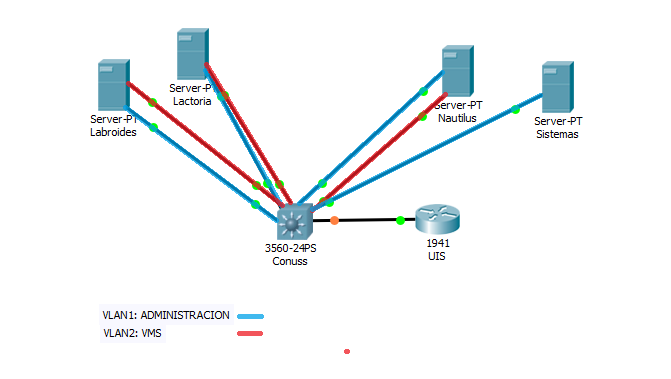 Server-PT
Lactoria
Server-PT
Labroides
Server-PT
Nautilus
Server-PT
Sistemas
3560-24PS
Conuss
1941
UIS
VLAN1: ADMINISTRACION
VLAN2: VMS